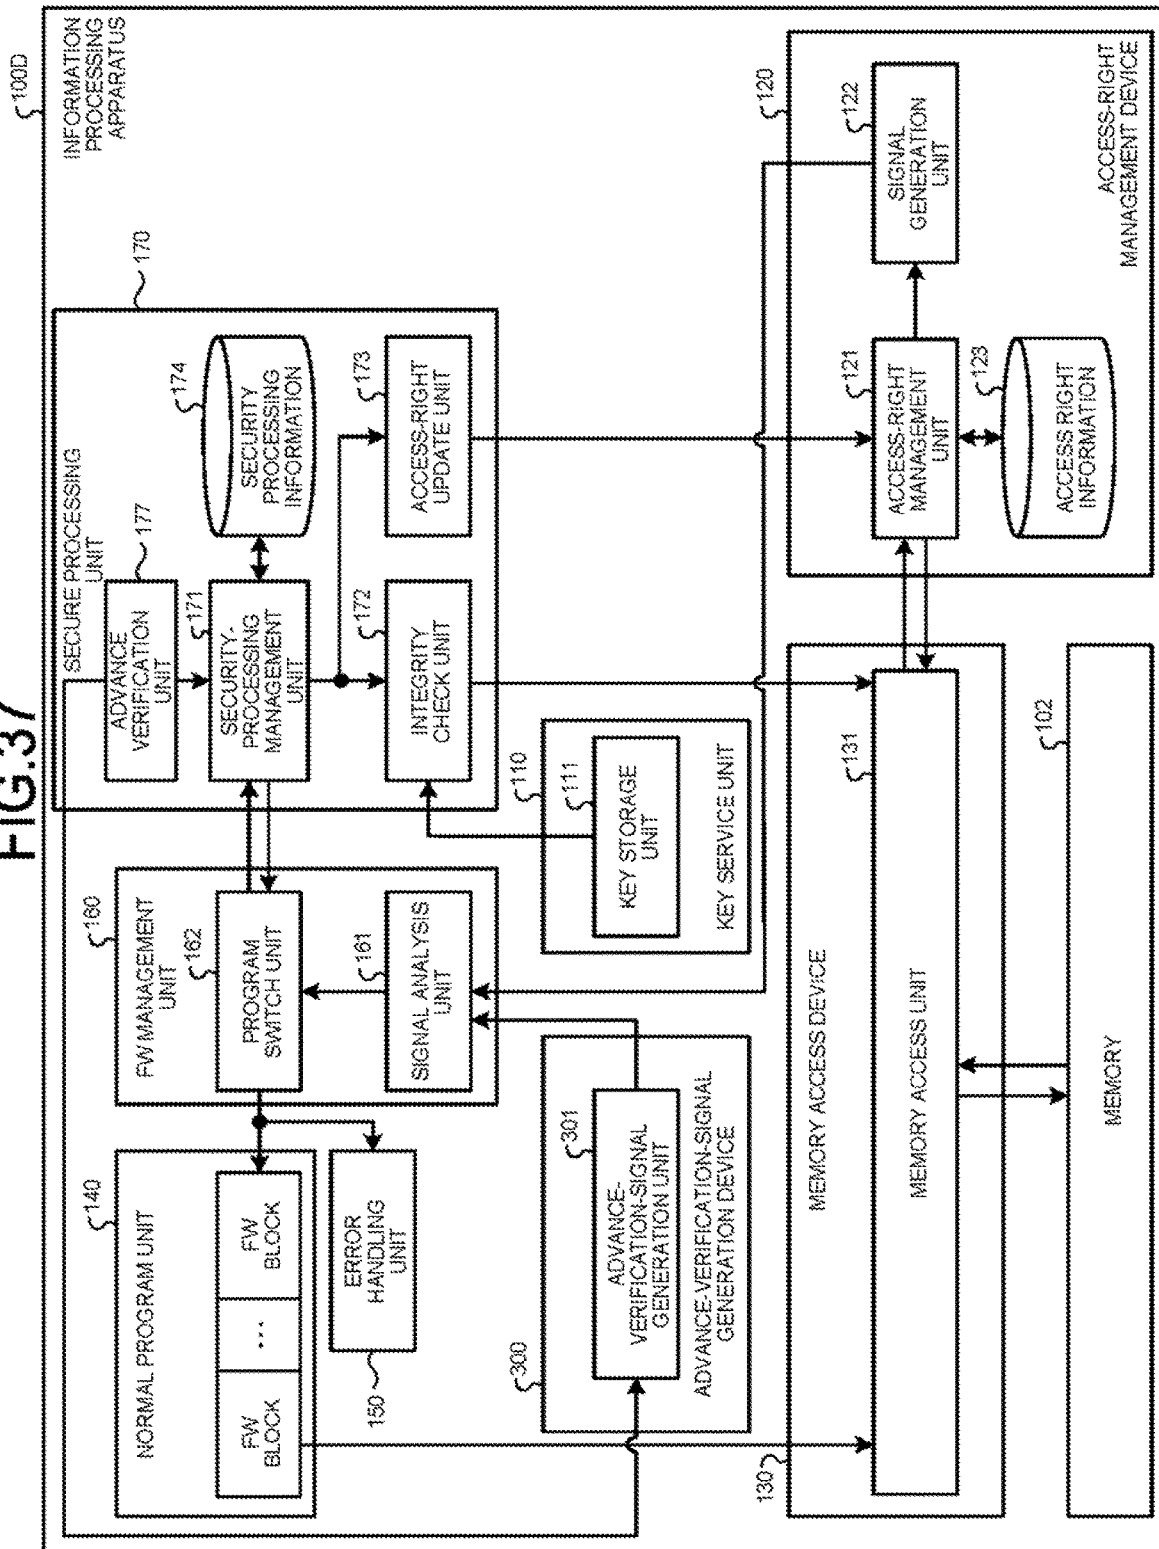 FIG.37
100D
INFORMATION
PROCESSING
APPARATUS
140
NORMAL PROGRAM UNIT
FW
BLOCK
...
FW
BLOCK
150
ERROR
HANDLING
UNIT
160
FW MANAGEMENT
UNIT
162
PROGRAM
SWITCH UNIT
161
SIGNAL ANALYSIS
UNIT
SECURE PROCESSING
UNIT
170
ADVANCE
VERIFICATION
UNIT
177
171
SECURITY-
PROCESSING
MANAGEMENT
UNIT
174
SECURITY
PROCESSING
INFORMATION
172
INTEGRITY
CHECK UNIT
173
ACCESS-RIGHT
UPDATE UNIT
300
301
ADVANCE-
VERIFICATION-SIGNAL
GENERATION UNIT
ADVANCE-VERIFICATION-SIGNAL
GENERATION DEVICE
110
111
KEY STORAGE
UNIT
KEY SERVICE UNIT
130
MEMORY ACCESS DEVICE
131
MEMORY ACCESS UNIT
102
MEMORY
120
121
ACCESS-RIGHT
MANAGEMENT
UNIT
122
SIGNAL
GENERATION
UNIT
123
ACCESS RIGHT
INFORMATION
ACCESS-RIGHT
MANAGEMENT DEVICE